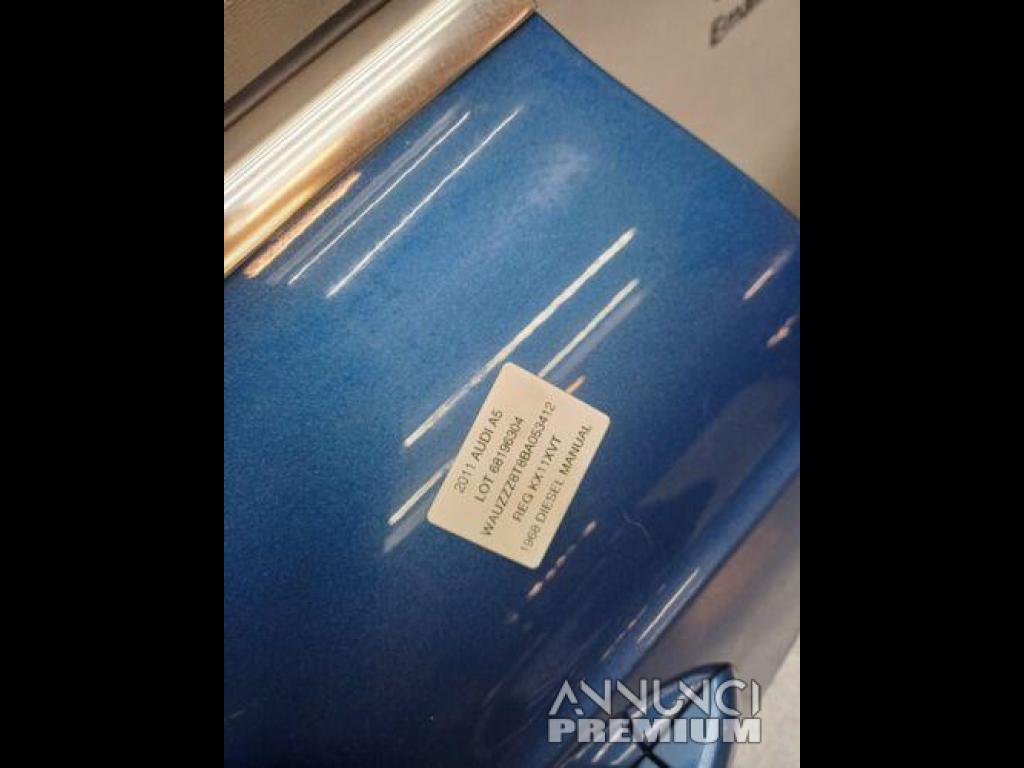 2011 AUDI A5
LOT 68196304
WAUZZZ8T8BA053412
REG KX11XVT
1968 DIESEL MANUAL
ANNUNCI
PREMIUM